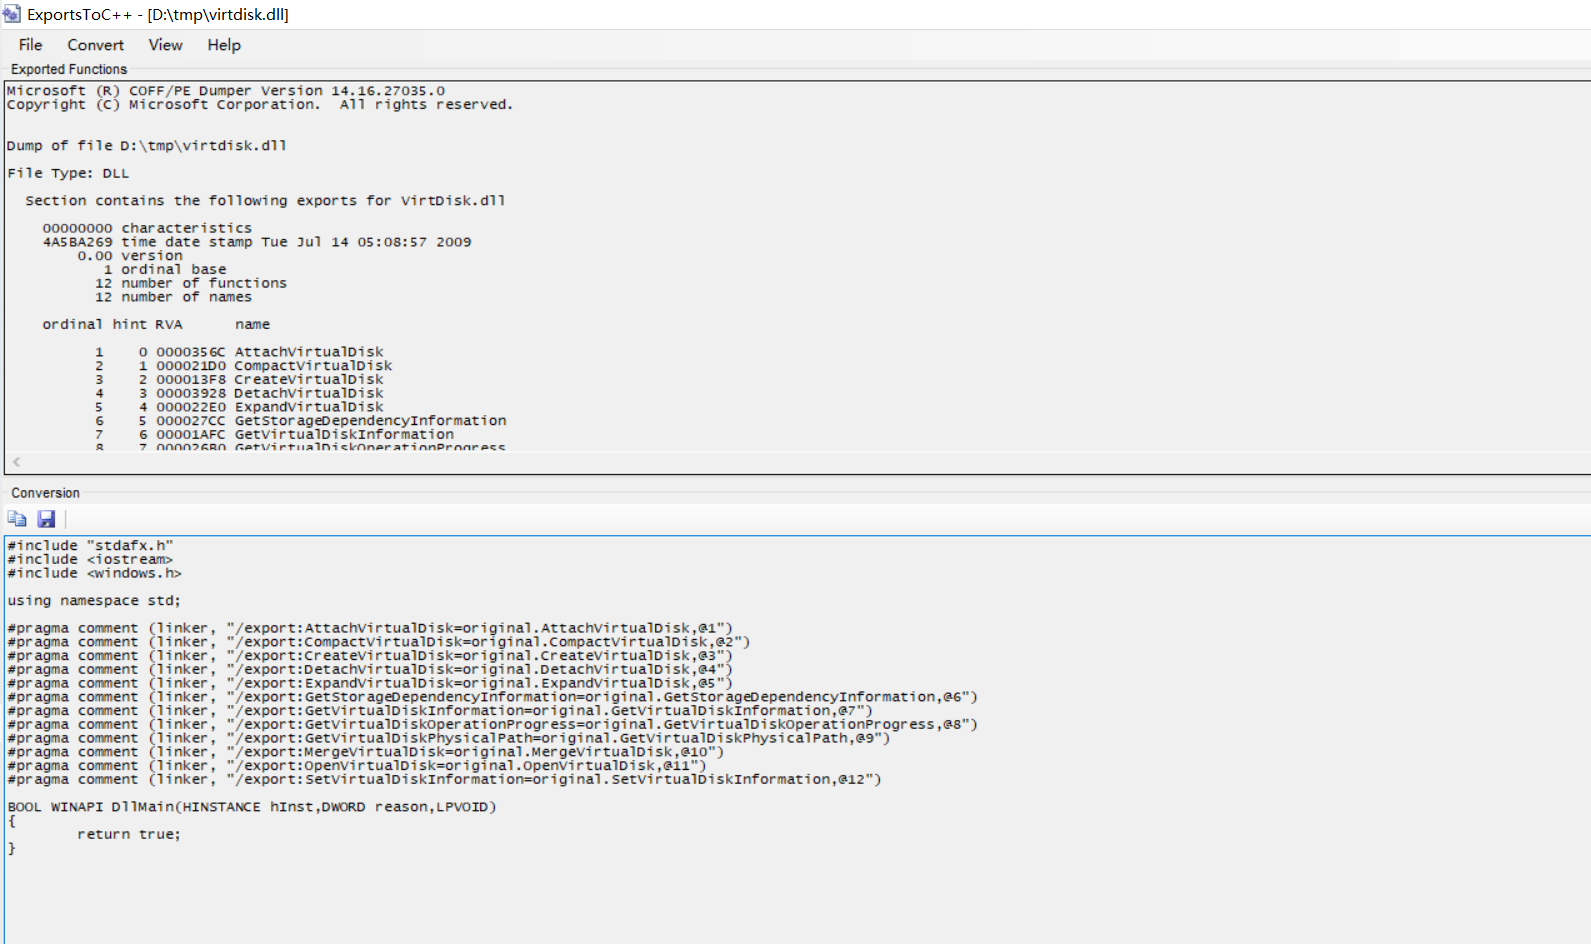 ExportsToC++ - [D:\tmp\virtdisk.dll]
File Convert View Help
Exported Functions
Microsoft (R) COFF/PE Dumper Version 14.16.27035.0
Copyright (C) Microsoft Corporation.  All rights reserved.
Dump of file D:\tmp\virtdisk.dll
File Type: DLL
Section contains the following exports for VirtDisk.dll
00000000 characteristics
4A5BA269 time date stamp Tue Jul 14 05:08:57 2009
0.00 version
1 ordinal base
12 number of functions
12 number of names
ordinal hint RVA      name
1    0 0000356C AttachVirtualDisk
2    1 000021D0 CompactVirtualDisk
3    2 000013F8 CreateVirtualDisk
4    3 00003928 DetachVirtualDisk
5    4 000022E0 ExpandVirtualDisk
6    5 000027CC GetStorageDependencyInformation
7    6 00001AFC GetVirtualDiskInformation
8    7 000026B0 GetVirtualDiskOperationProgress
Conversion
#include "stdafx.h"
#include <iostream>
#include <windows.h>
using namespace std;
#pragma comment (linker, "/export:AttachVirtualDisk=original.AttachVirtualDisk,@1")
#pragma comment (linker, "/export:CompactVirtualDisk=original.CompactVirtualDisk,@2")
#pragma comment (linker, "/export:CreateVirtualDisk=original.CreateVirtualDisk,@3")
#pragma comment (linker, "/export:DetachVirtualDisk=original.DetachVirtualDisk,@4")
#pragma comment (linker, "/export:ExpandVirtualDisk=original.ExpandVirtualDisk,@5")
#pragma comment (linker, "/export:GetStorageDependencyInformation=original.GetStorageDependencyInformation,@6")
#pragma comment (linker, "/export:GetVirtualDiskInformation=original.GetVirtualDiskInformation,@7")
#pragma comment (linker, "/export:GetVirtualDiskOperationProgress=original.GetVirtualDiskOperationProgress,@8")
#pragma comment (linker, "/export:GetVirtualDiskPhysicalPath=original.GetVirtualDiskPhysicalPath,@9")
#pragma comment (linker, "/export:MergeVirtualDisk=original.MergeVirtualDisk,@10")
#pragma comment (linker, "/export:OpenVirtualDisk=original.OpenVirtualDisk,@11")
#pragma comment (linker, "/export:SetVirtualDiskInformation=original.SetVirtualDiskInformation,@12")
BOOL WINAPI DllMain(HINSTANCE hInst,DWORD reason,LPVOID)
{
return true;
}